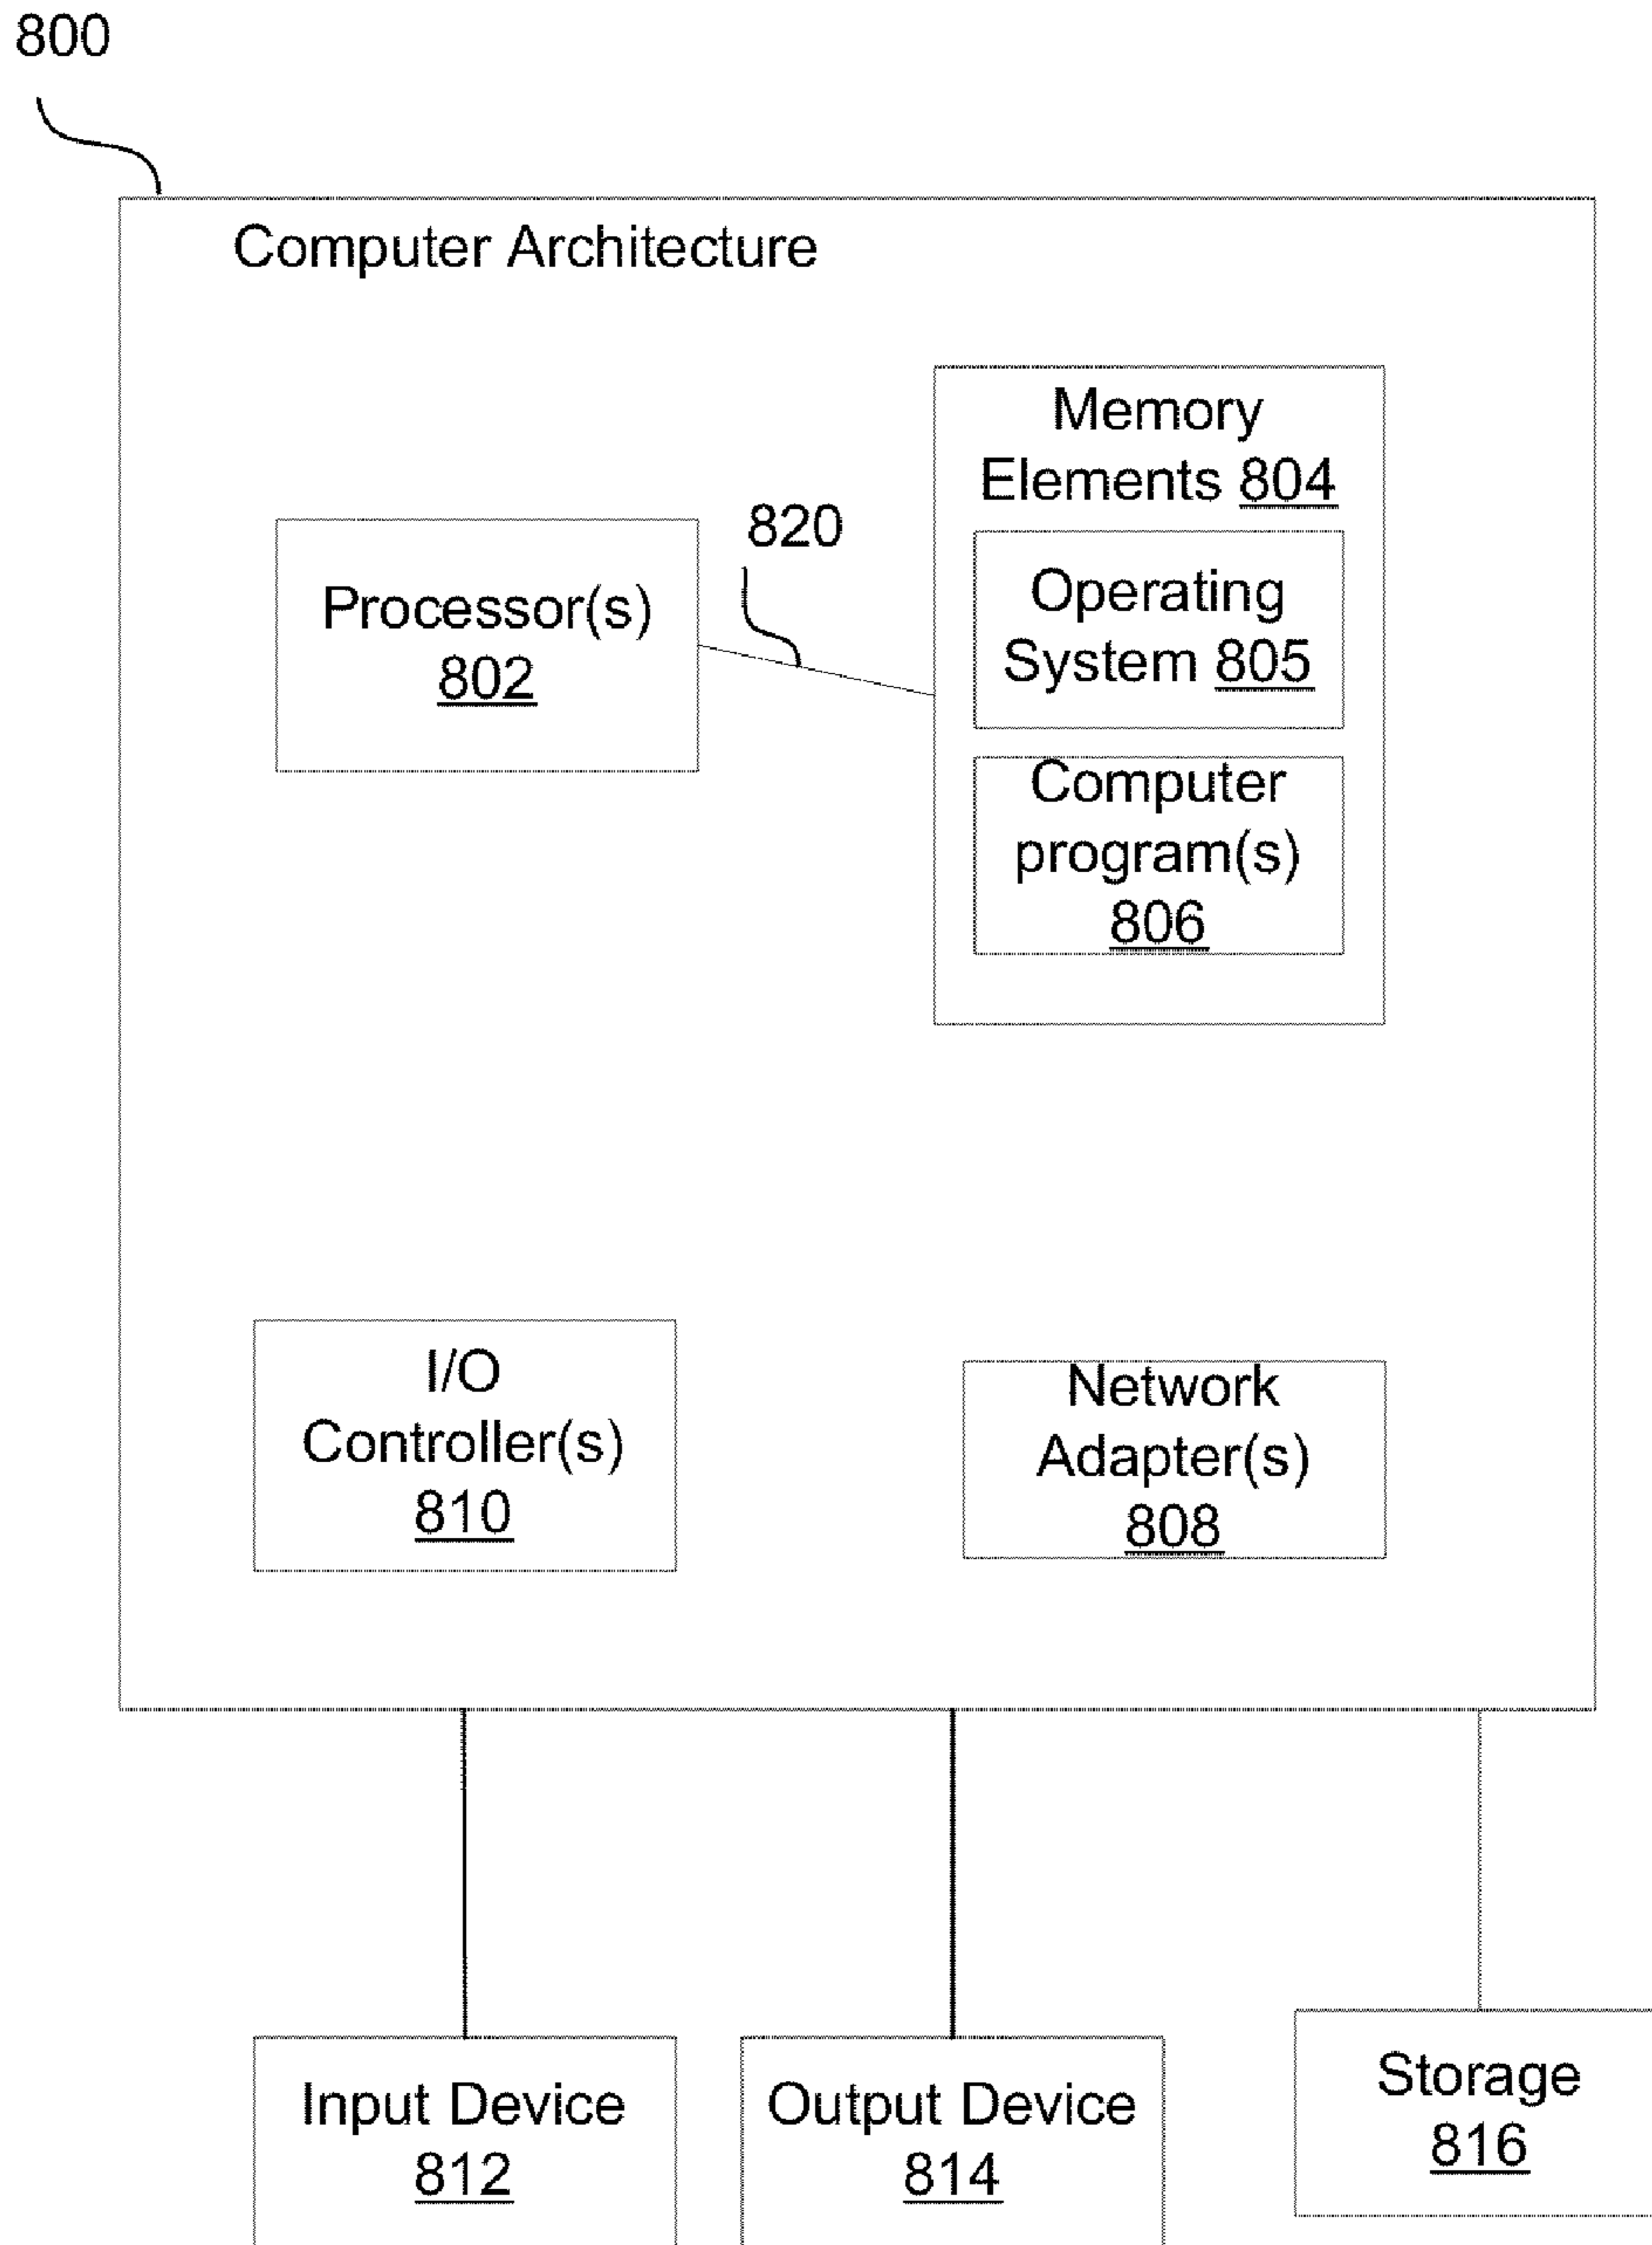 800
Computer Architecture
Memory
Elements 804
820
Processor(s)
802
Operating
System 805
Computer
program(s)
806
I/O
Controller(s)
810
Network
Adapter(s)
808
Input Device
812
Output Device
814
Storage
816